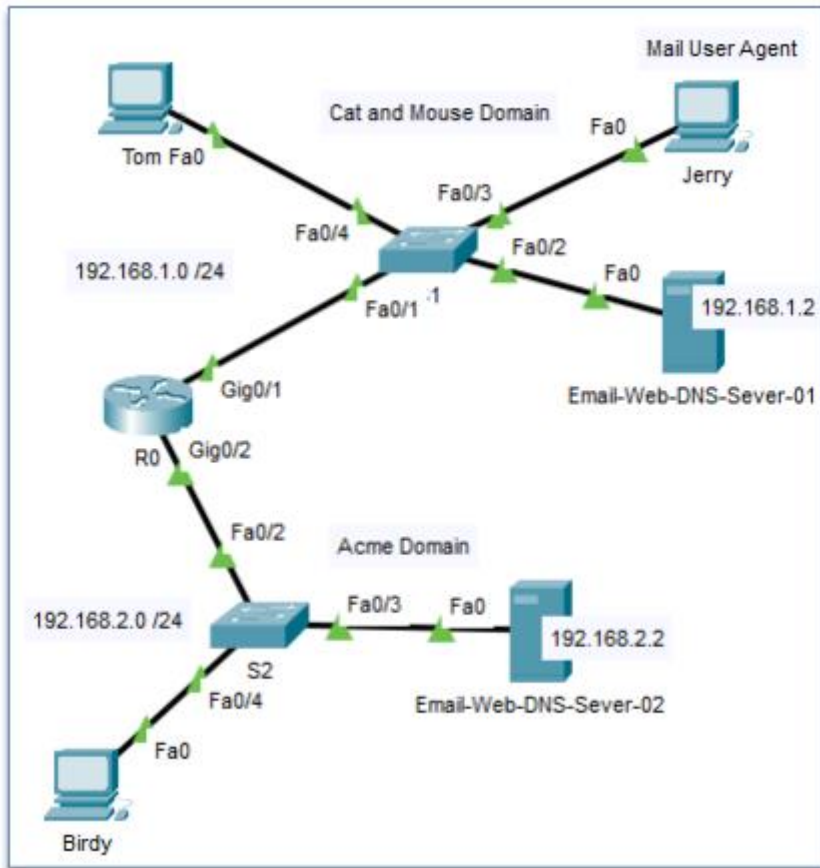 Mail User Agent
Cat and Mouse Domain
Fa0
Tom Fa0
Jerry
Fa0/3
Fa0/4
Fa0/2
192.168.1.0 /24
Fa0
Fa0/1
1
192.168.1.2
Gig0/1
Email-Web-DNS-Sever-01
R0
Gig0/2
Fa0/2
Acme Domain
192.168.2.0 /24
Fa0/3
Fa0
192.168.2.2
S2
Fa0/4
Email-Web-DNS-Sever-02
Fa0
Birdy